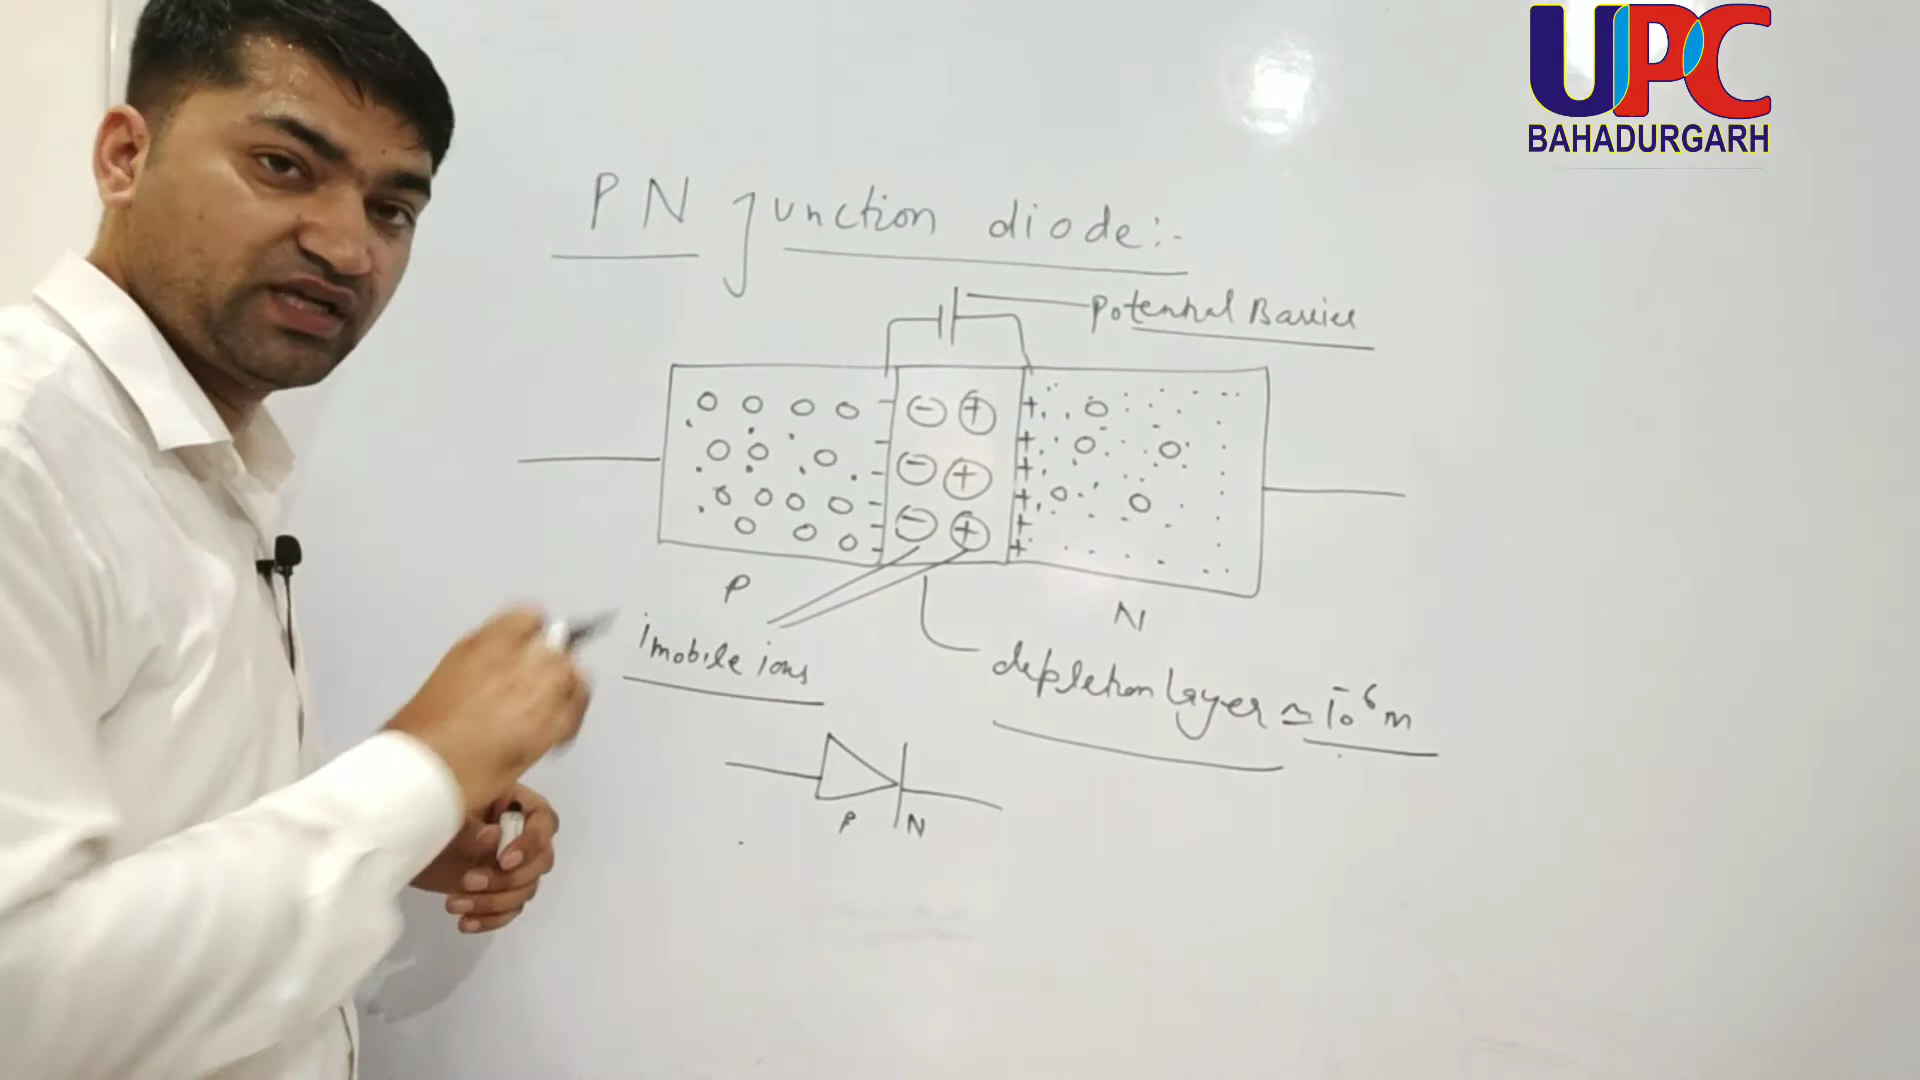 UPC
BAHADURGARH
PN Junction diode:-
Potential Barrier
- - + +
- +
- +
- +
P
N
imobile ions
depletion layer ≃ 10⁻⁶m
P N